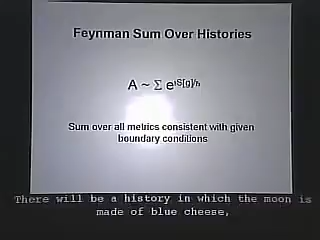 Feynman Sum Over Histories
A ~ Σ e^iS[g]/ħ
Sum over all metrics consistent with given
boundary conditions
There will be a history in which the moon is
made of blue cheese,